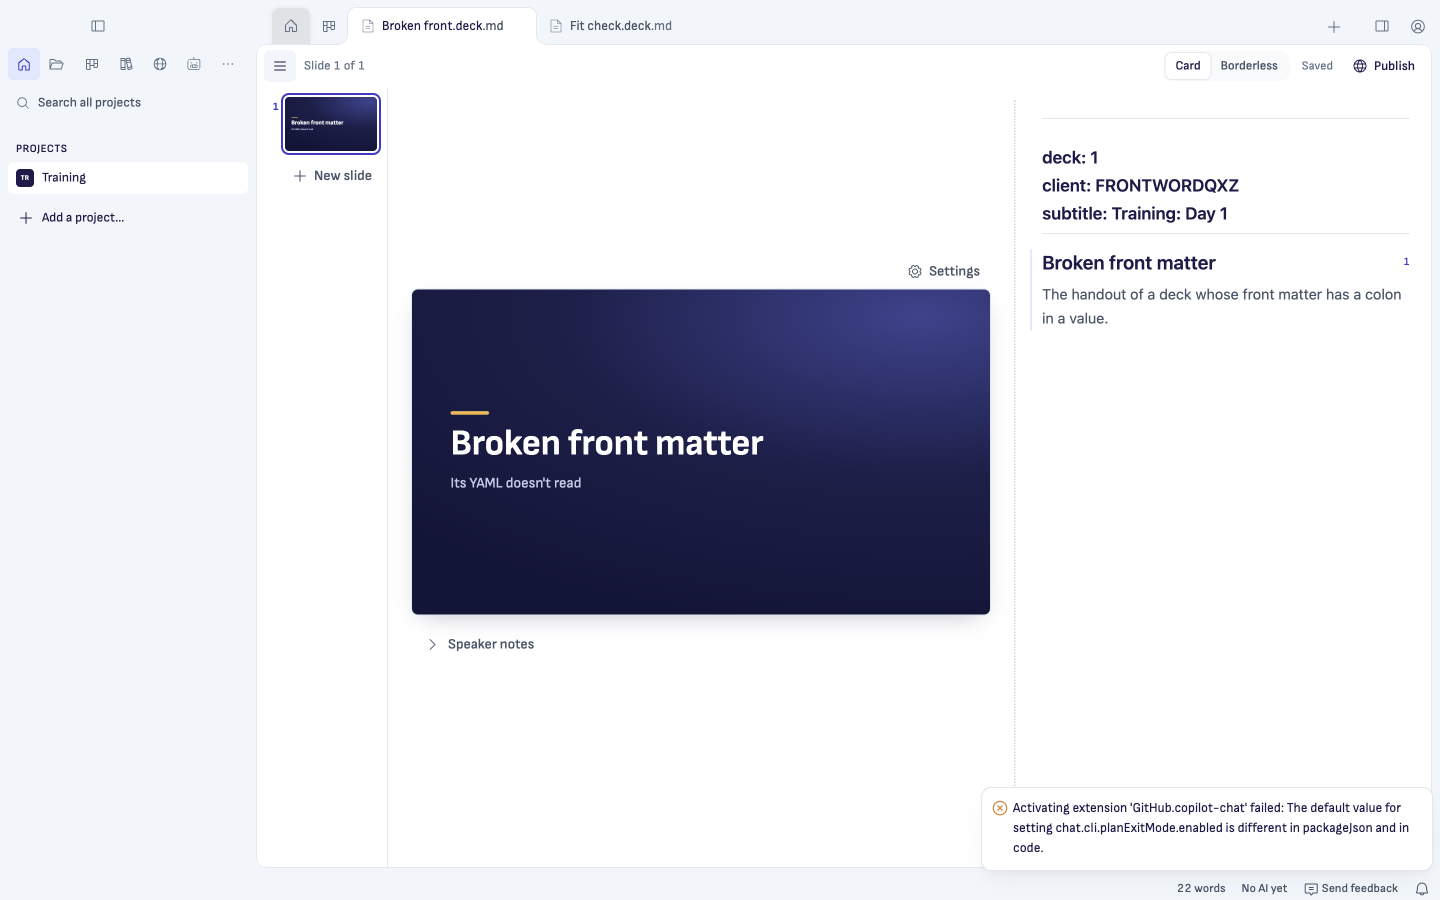 Broken front.deck.md
Fit check.deck.md
Slide 1 of 1
Card
Borderless
Saved
Publish
Search all projects
PROJECTS
TR
Training
Add a project...
1
Broken front matter
New slide
Settings
Broken front matter
Its YAML doesn't read
Speaker notes
deck: 1
client: FRONTWORDQXZ
subtitle: Training: Day 1
Broken front matter
1
The handout of a deck whose front matter has a colon
in a value.
Activating extension 'GitHub.copilot-chat' failed: The default value for
setting chat.cli.planExitMode.enabled is different in packageJson and in
code.
22 words
No AI yet
Send feedback